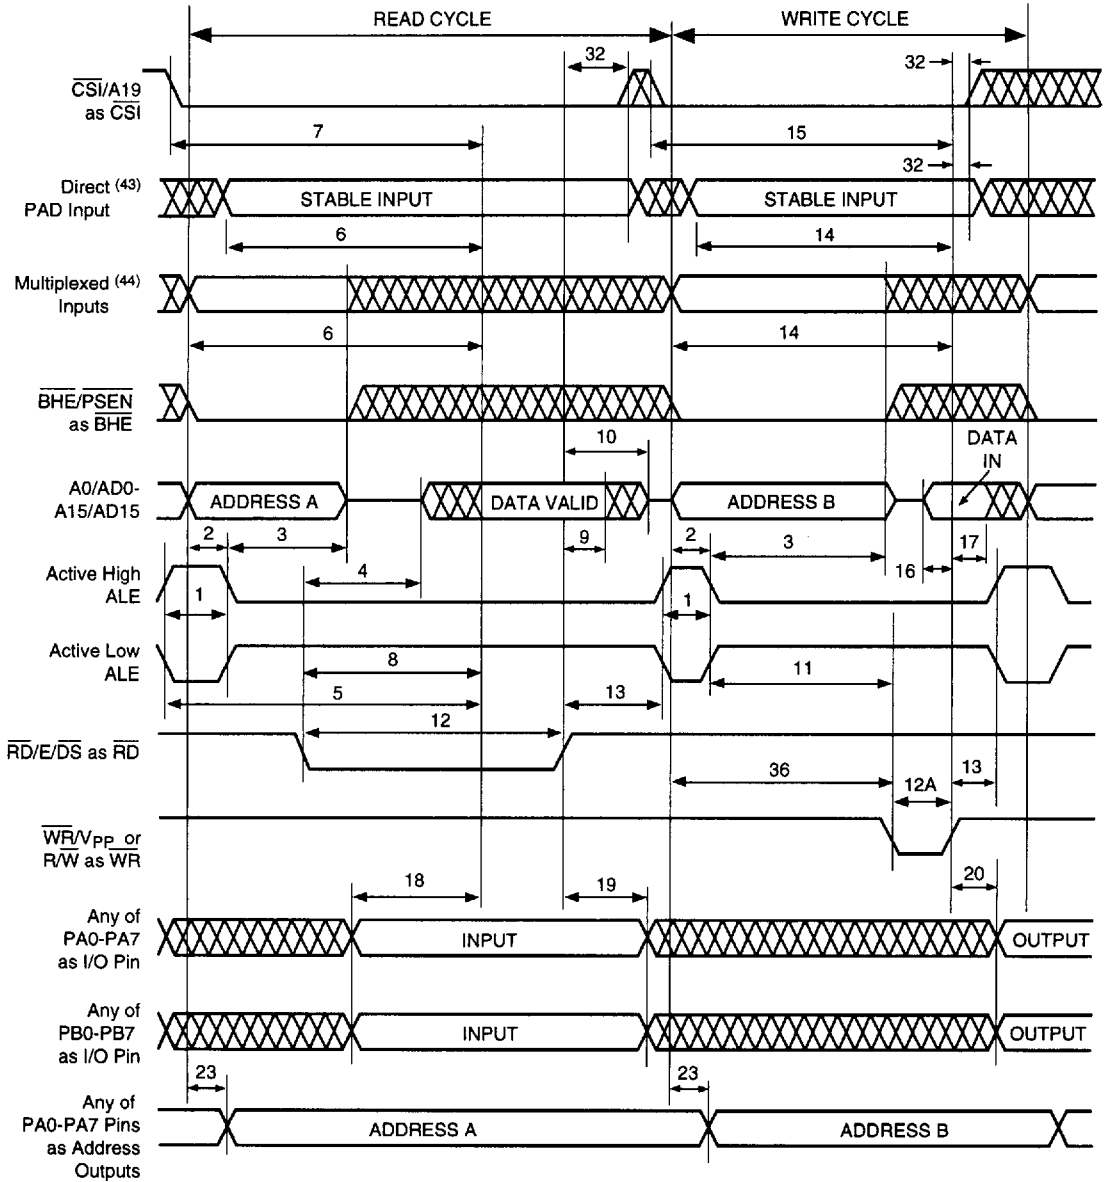 READ CYCLE
WRITE CYCLE
32
32
CSI/A19
as CSI
7
15
32
Direct (43)
PAD Input
STABLE INPUT
STABLE INPUT
6
14
Multiplexed (44)
Inputs
6
14
BHE/PSEN
as BHE
10
DATA
IN
A0/AD0-
A15/AD15
ADDRESS A
DATA VALID
ADDRESS B
2
3
9
2
3
17
Active High
ALE
4
16
1
1
Active Low
ALE
8
11
5
13
12
RD/E/DS as RD
36
12A
13
WR/VPP or
R/W as WR
18
19
20
Any of
PA0-PA7
as I/O Pin
INPUT
OUTPUT
Any of
PB0-PB7
as I/O Pin
INPUT
OUTPUT
23
23
Any of
PA0-PA7 Pins
as Address
Outputs
ADDRESS A
ADDRESS B